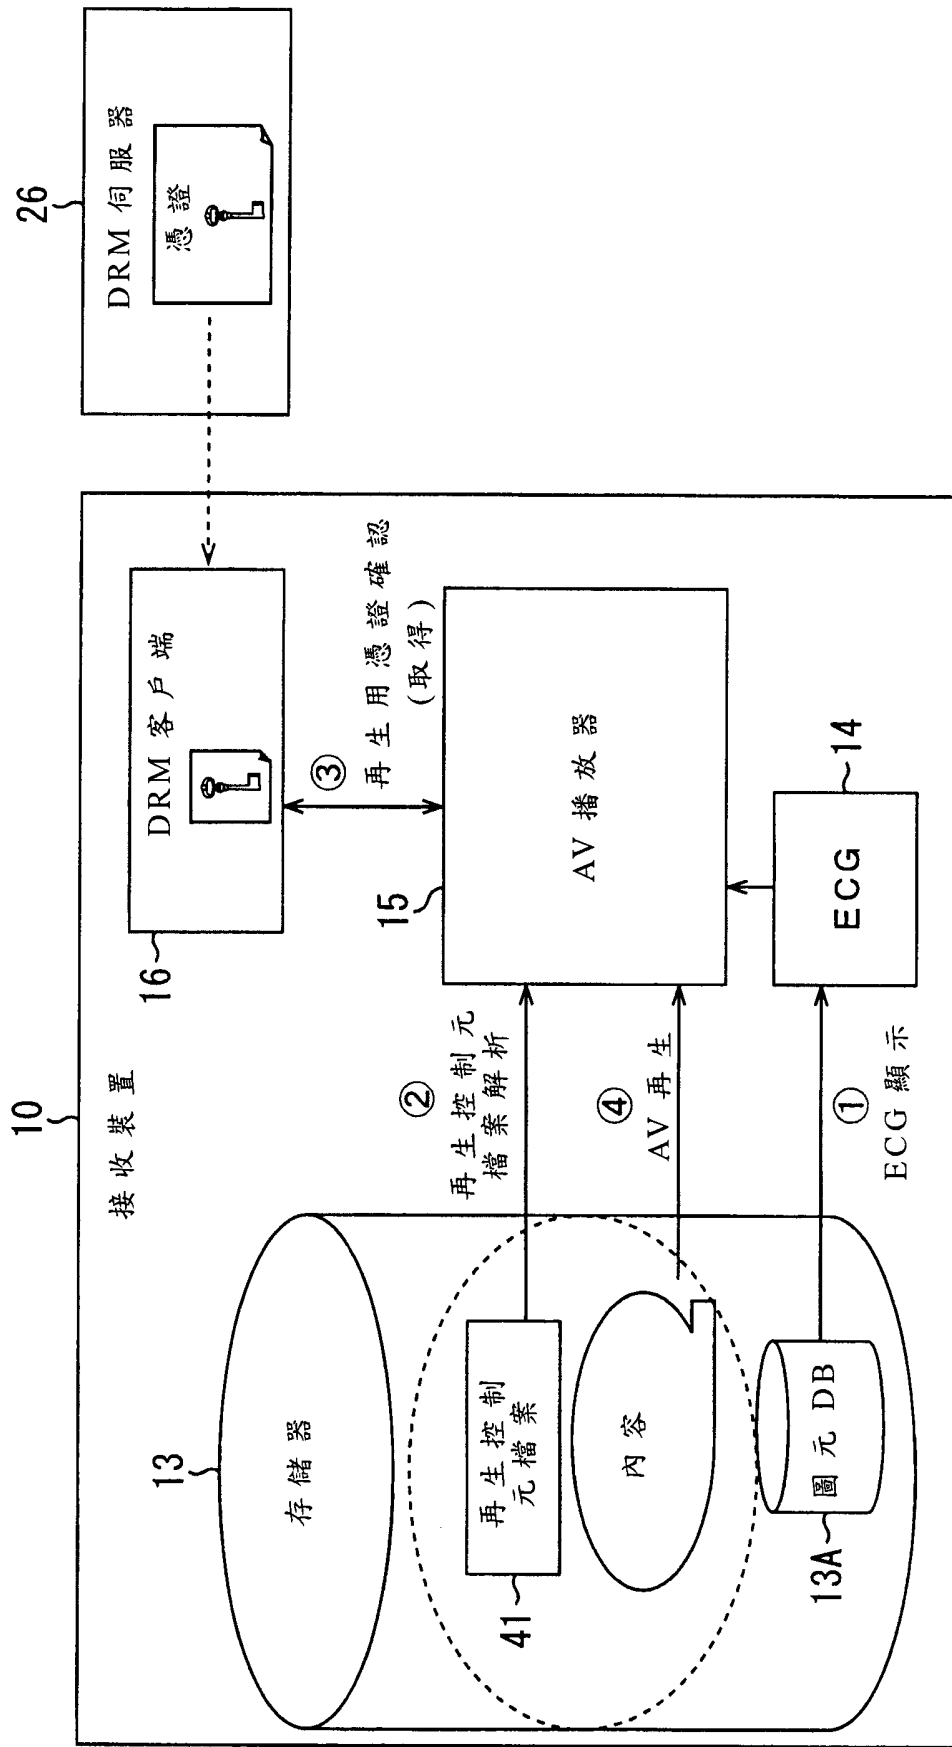 10
接收裝置
13
存儲器
再生控制
元檔案
41
內容
圖元 DB
13A
②
再生控制元
檔案解析
④
AV 再生
①
ECG 顯示
16
DRM 客戶端
③
再生用憑證確認
(取得)
15
AV 播放器
ECG
14
26
DRM 伺服器
憑證